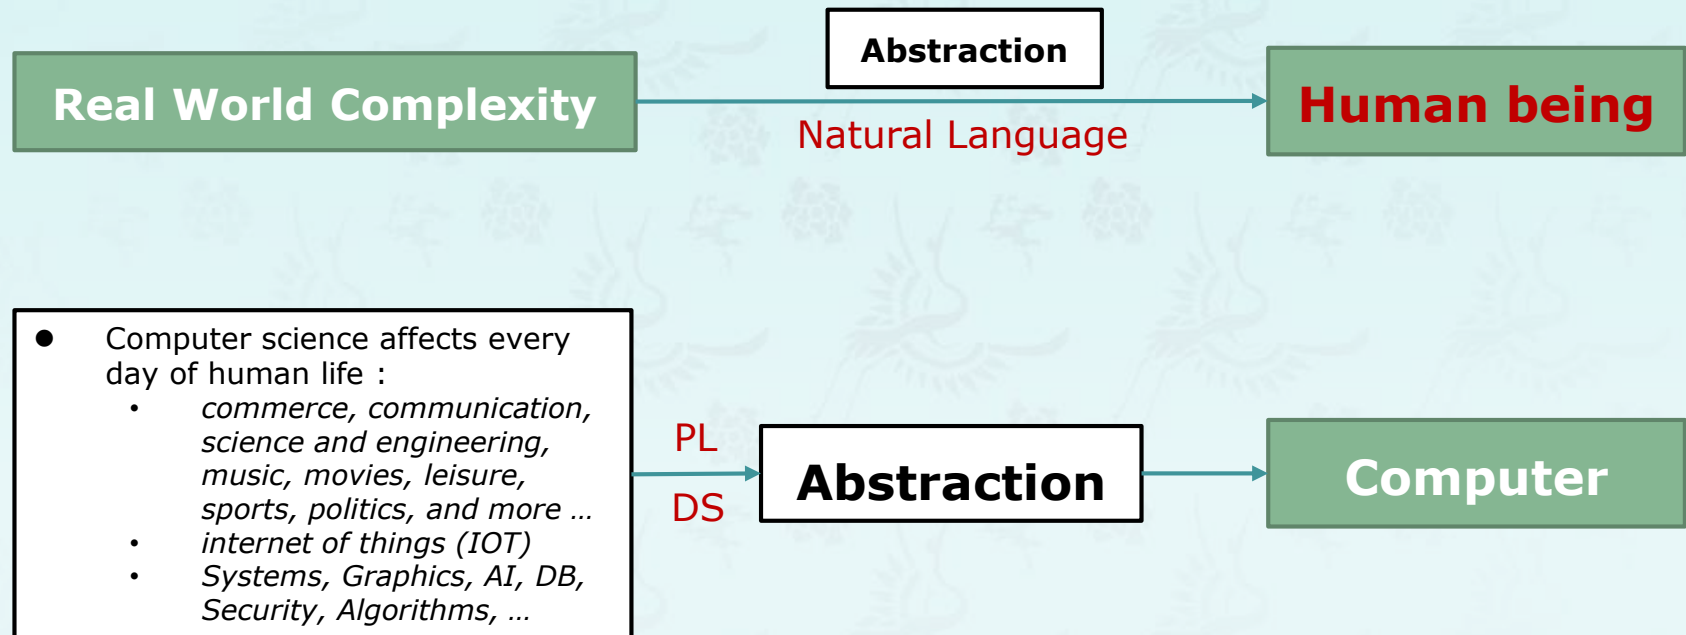 Abstraction
Real World Complexity
Human being
Natural Language
● Computer science affects every
day of human life :
• commerce, communication,
science and engineering,
music, movies, leisure,
sports, politics, and more …
• internet of things (IOT)
• Systems, Graphics, AI, DB,
Security, Algorithms, …
PL
DS
Abstraction
Computer